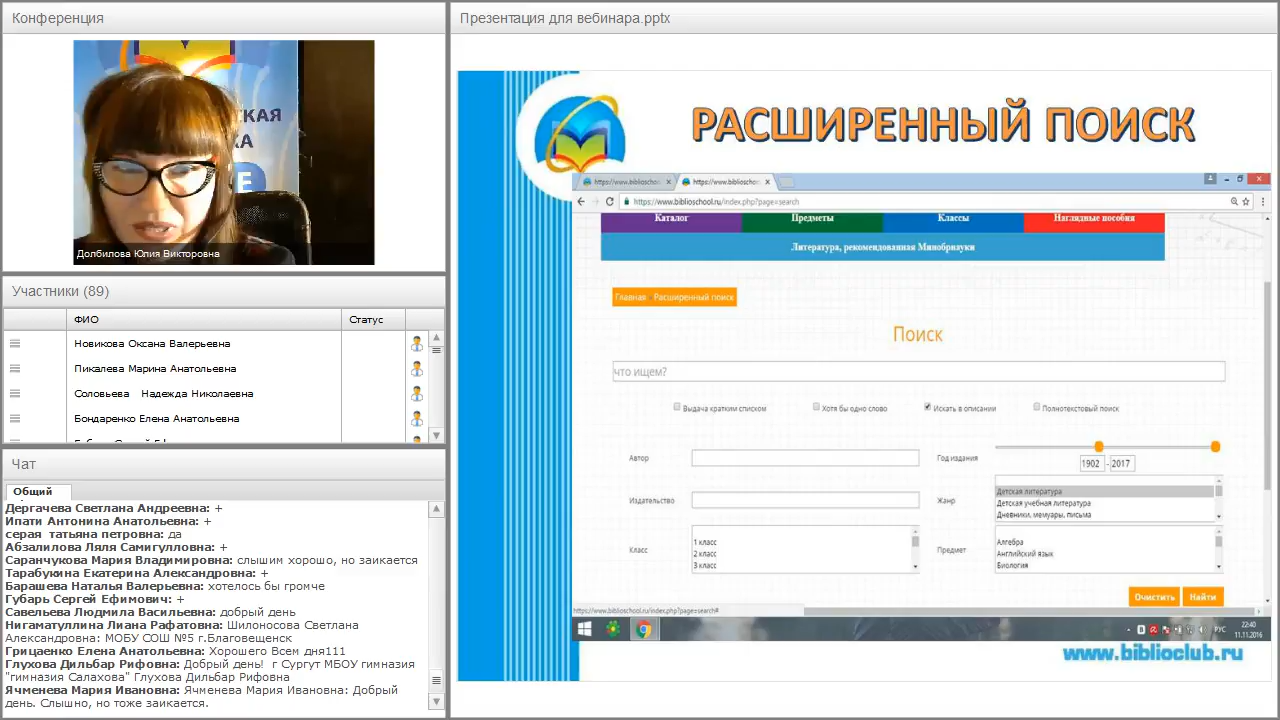 Конференция
СКАЯ
КА
Е
Долбилова Юлия Викторовна
Участники (89)
ФИО
Статус
Новикова Оксана Валерьевна
Пикалева Марина Анатольевна
Соловьева Надежда Николаевна
Бондаренко Елена Анатольевна
Чат
Общий
Дергачева Светлана Андреевна: +
Ипати Антонина Анатольевна: +
серая татьяна петровна: да
Абзалилова Ляля Самигулловна: +
Саранчукова Мария Владимировна: слышим хорошо, но заикается
Тарабукина Екатерина Александровна: +
Барашева Наталья Валерьевна: хотелось бы громче
Губарь Сергей Ефимович: +
Савельева Людмила Васильевна: добрый день
Нигаматуллина Лиана Рафатовна: Шилоносова Светлана
Александровна: МОБУ СОШ №5 г.Благовещенск
Грицаенко Елена Анатольевна: Хорошего Всем дня111
Глухова Дильбар Рифовна: Добрый день! г Сургут МБОУ гимназия
"гимназия Салахова" Глухова Дильбар Рифовна
Ячменева Мария Ивановна: Ячменева Мария Ивановна: Добрый
день. Слышно, но тоже заикается.
Презентация для вебинара.pptx
РАСШИРЕННЫЙ ПОИСК
https://www.biblioschoo
https://www.biblioschoo
https://www.biblioschool.ru/index.php?page=search
Каталог
Предметы
Классы
Наглядные пособия
Литература, рекомендованная Минобрнауки
Главная Расширенный поиск
Поиск
что ищем?
Выдача кратким списком
Хотя бы одно слово
Искать в описании
Полнотекстовый поиск
Автор
Год издания
1902 - 2017
Издательство
Жанр
Детская литература
Детская учебная литература
Дневники, мемуары, письма
Класс
1 класс
2 класс
3 класс
Предмет
Алгебра
Английский язык
Биология
Очистить
Найти
https://www.biblioschool.ru/index.php?page=search#
РУС
22:40
11.11.2016
www.biblioclub.ru